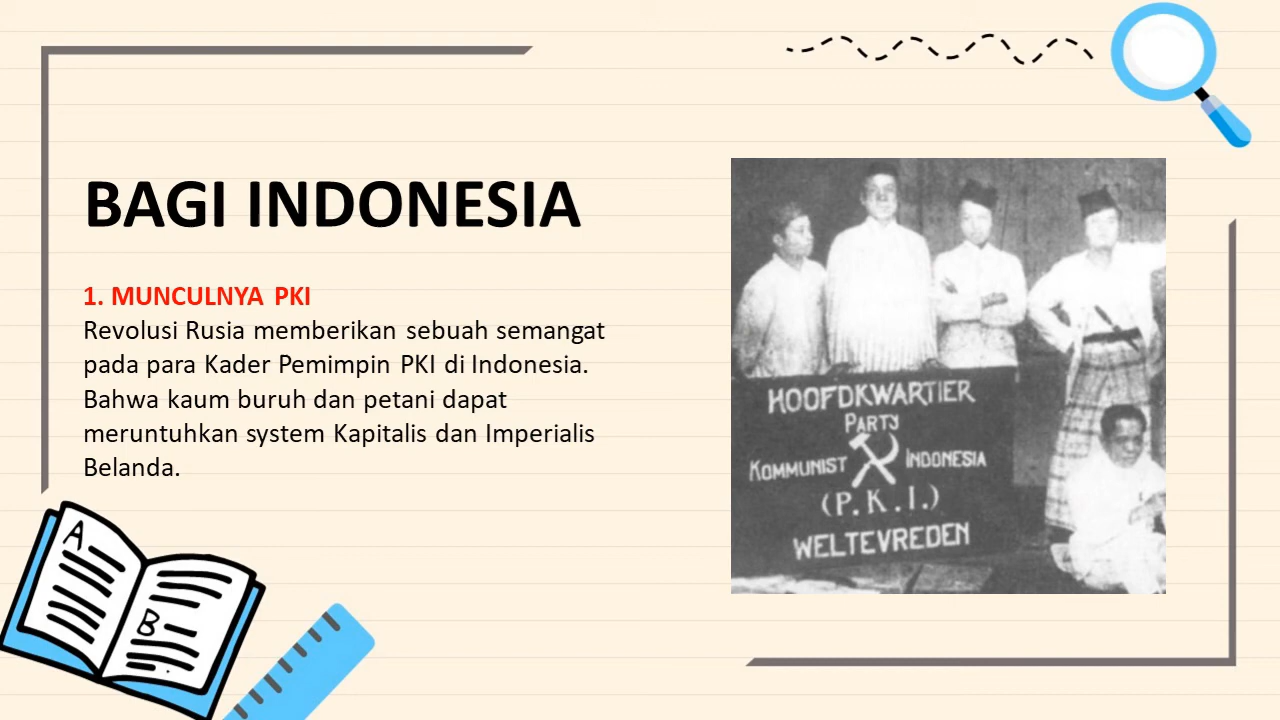 BAGI INDONESIA
1. MUNCULNYA PKI
Revolusi Rusia memberikan sebuah semangat
pada para Kader Pemimpin PKI di Indonesia.
Bahwa kaum buruh dan petani dapat
meruntuhkan system Kapitalis dan Imperialis
Belanda.
HOOFDKWARTIER
PARTY
KOMMUNIST INDONESIA
(P.K.I.)
WELTEVREDEN
A
B